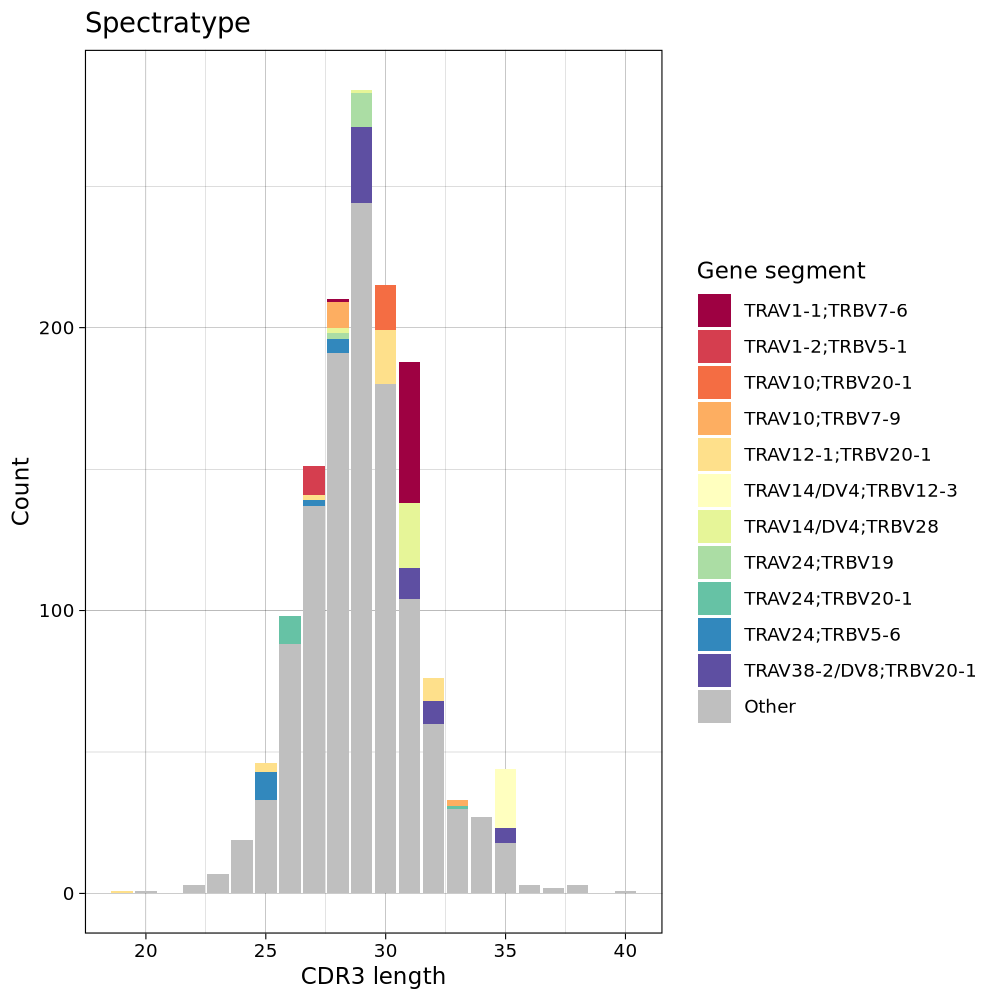 Spectratype
Count
200
100
0
20 25 30 35 40
CDR3 length
Gene segment
TRAV1-1;TRBV7-6
TRAV1-2;TRBV5-1
TRAV10;TRBV20-1
TRAV10;TRBV7-9
TRAV12-1;TRBV20-1
TRAV14/DV4;TRBV12-3
TRAV14/DV4;TRBV28
TRAV24;TRBV19
TRAV24;TRBV20-1
TRAV24;TRBV5-6
TRAV38-2/DV8;TRBV20-1
Other